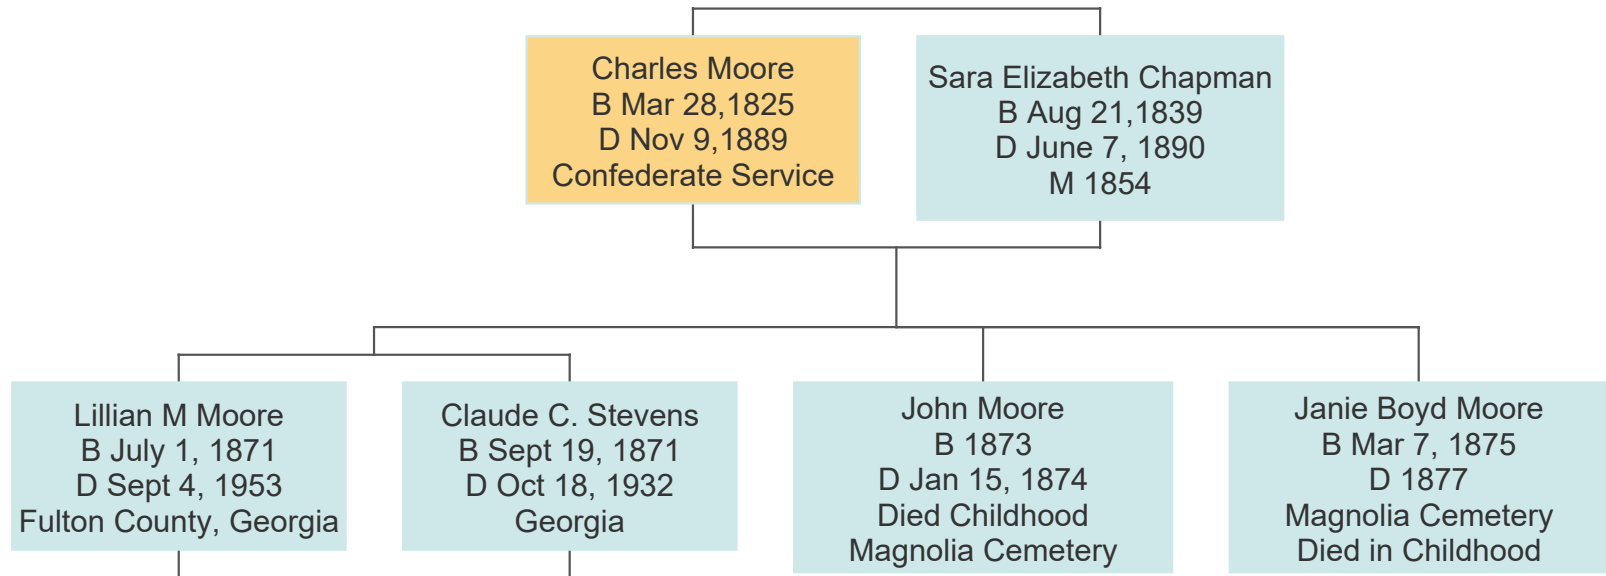 Charles Moore
B Mar 28,1825
D Nov 9,1889
Confederate Service
Sara Elizabeth Chapman
B Aug 21,1839
D June 7, 1890
M 1854
Lillian M Moore
B July 1, 1871
D Sept 4, 1953
Fulton County, Georgia
Claude C. Stevens
B Sept 19, 1871
D Oct 18, 1932
Georgia
John Moore
B 1873
D Jan 15, 1874
Died Childhood
Magnolia Cemetery
Janie Boyd Moore
B Mar 7, 1875
D 1877
Magnolia Cemetery
Died in Childhood